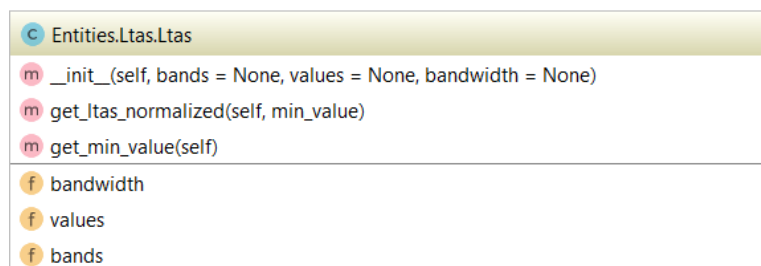 C Entities.Ltas.Ltas
m __init__(self, bands = None, values = None, bandwidth = None)
m get_ltas_normalized(self, min_value)
m get_min_value(self)
f bandwidth
f values
f bands